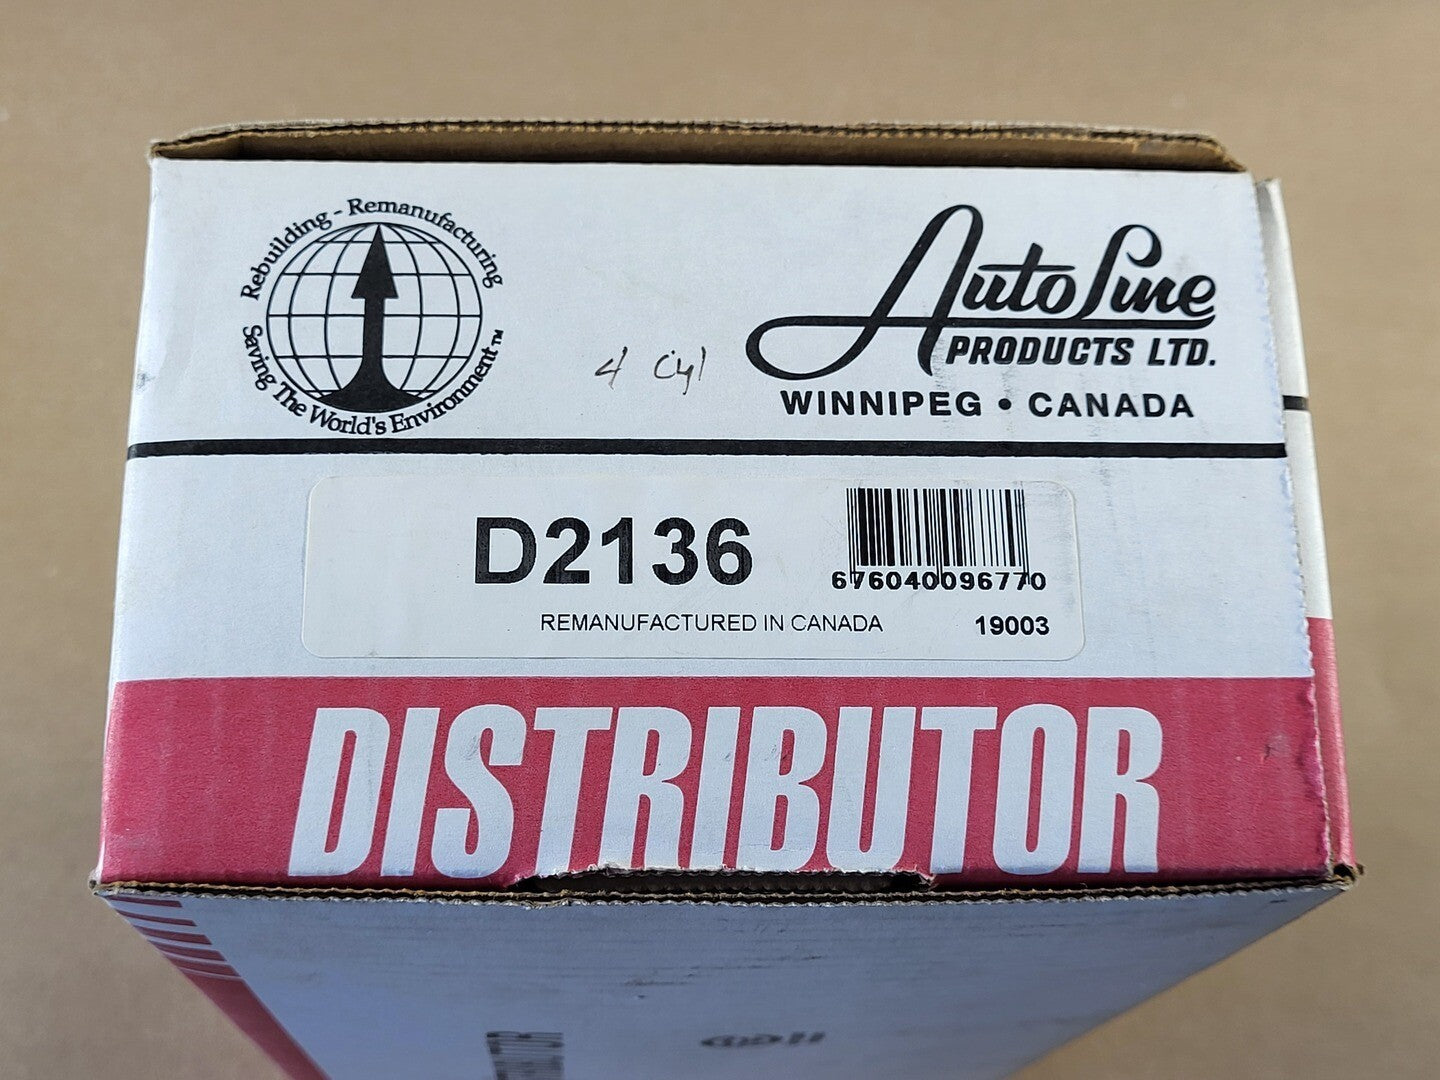 Rebuilding - Remanufacturing
Saving The World's Environment™
4 Cyl
AutoLine
PRODUCTS LTD.
WINNIPEG • CANADA
D2136
676040096770
REMANUFACTURED IN CANADA
19003
DISTRIBUTOR